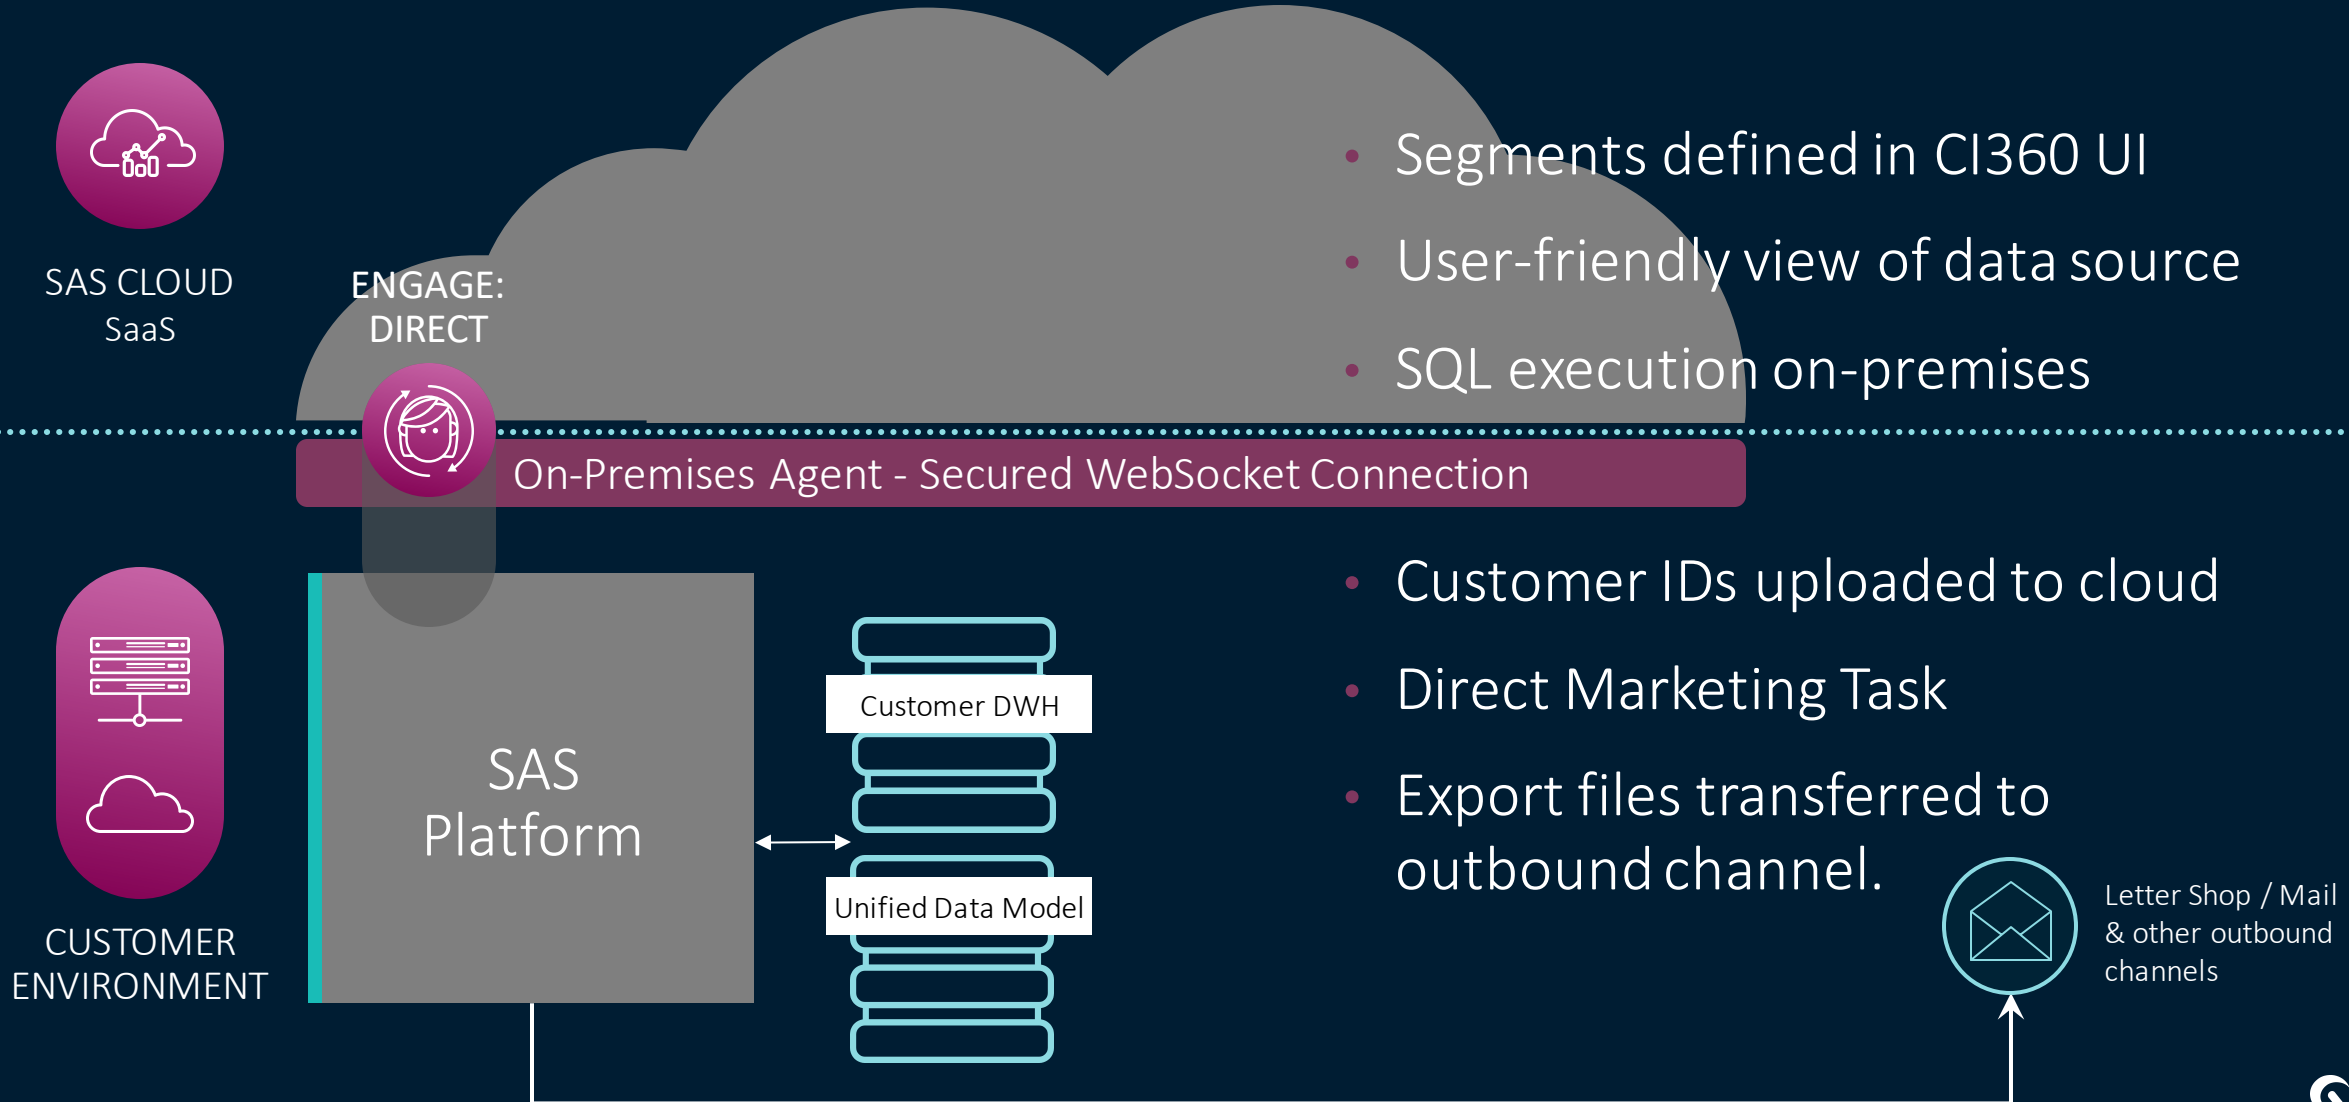 SAS CLOUD
SaaS
ENGAGE:
DIRECT
• Segments defined in CI360 UI
• User-friendly view of data source
• SQL execution on-premises
On-Premises Agent - Secured WebSocket Connection
CUSTOMER
ENVIRONMENT
SAS
Platform
Customer DWH
Unified Data Model
• Customer IDs uploaded to cloud
• Direct Marketing Task
• Export files transferred to
outbound channel.
Letter Shop / Mail
& other outbound
channels